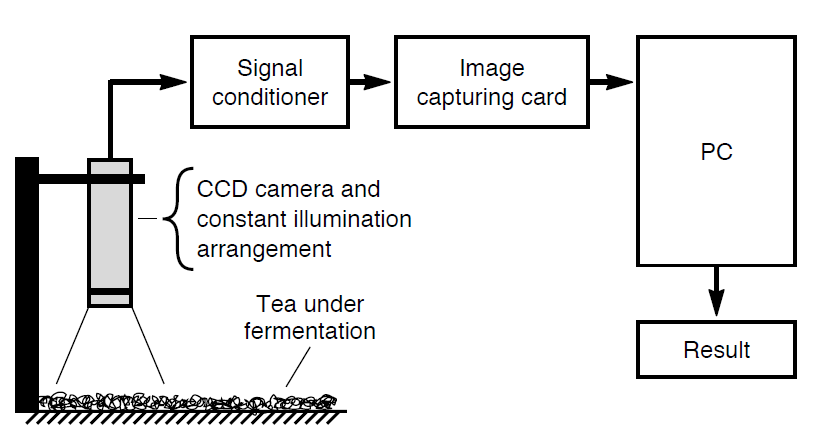 Signal
conditioner
Image
capturing card
PC
CCD camera and
constant illumination
arrangement
Tea under
fermentation
Result